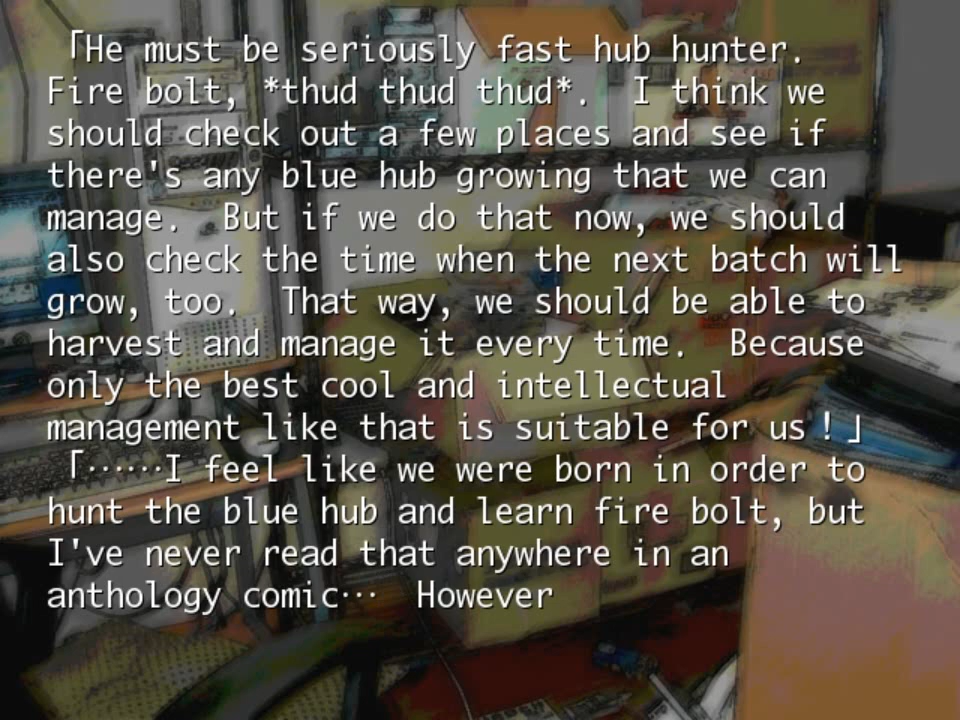 「He must be seriously fast hub hunter.
Fire bolt, *thud thud thud*.  I think we
should check out a few places and see if
there's any blue hub growing that we can
manage.  But if we do that now, we should
also check the time when the next batch will
grow, too.  That way, we should be able to
harvest and manage it every time.  Because
only the best cool and intellectual
management like that is suitable for us！」
「……I feel like we were born in order to
hunt the blue hub and learn fire bolt, but
I've never read that anywhere in an
anthology comic…  However